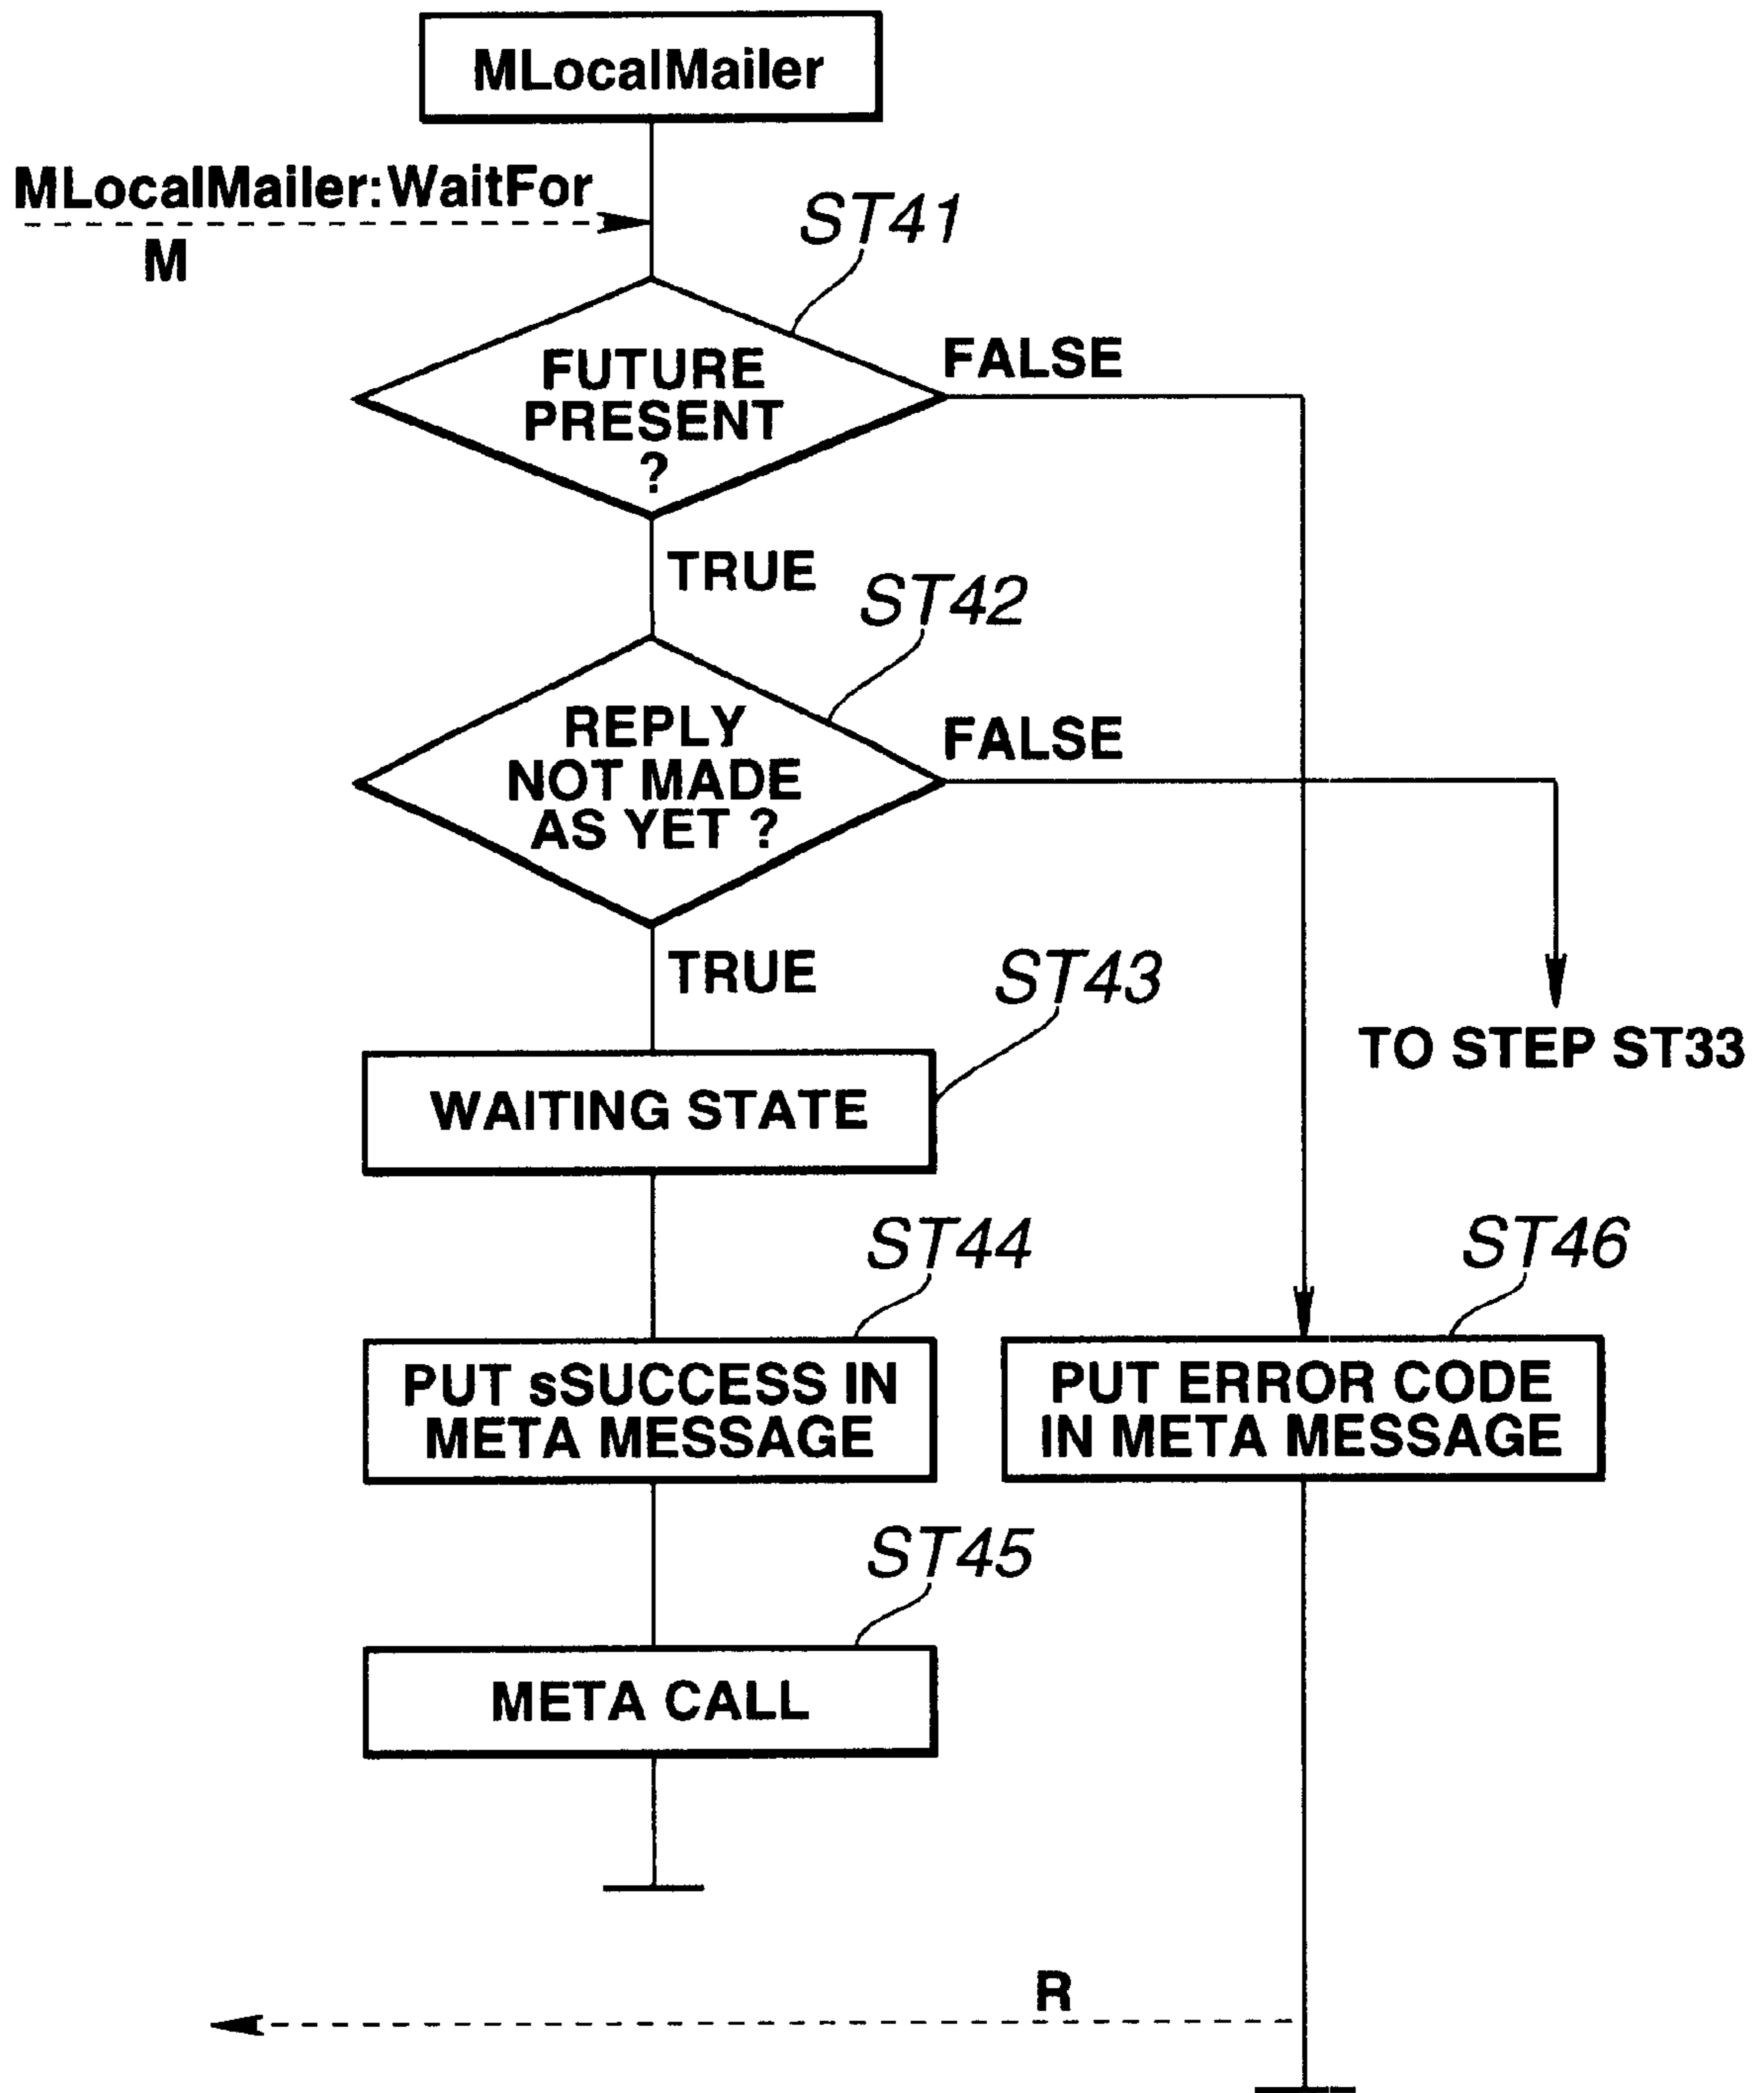 MLocalMailer
MLocalMailer:WaitFor
M
ST41
FUTURE
PRESENT
?
FALSE
TRUE
ST42
REPLY
NOT MADE
AS YET ?
FALSE
TRUE
ST43
TO STEP ST33
WAITING STATE
ST44
ST46
PUT sSUCCESS IN
META MESSAGE
PUT ERROR CODE
IN META MESSAGE
ST45
META CALL
R